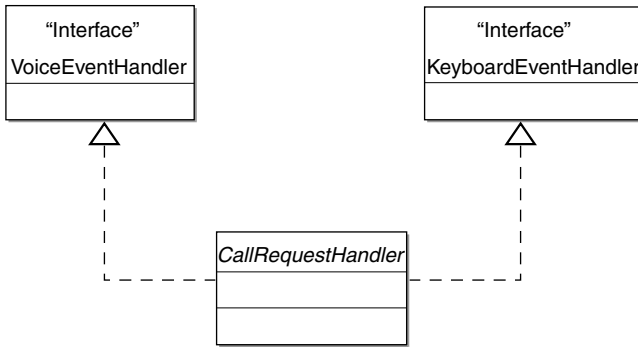 “Interface”
VoiceEventHandler
“Interface”
KeyboardEventHandler
CallRequestHandler